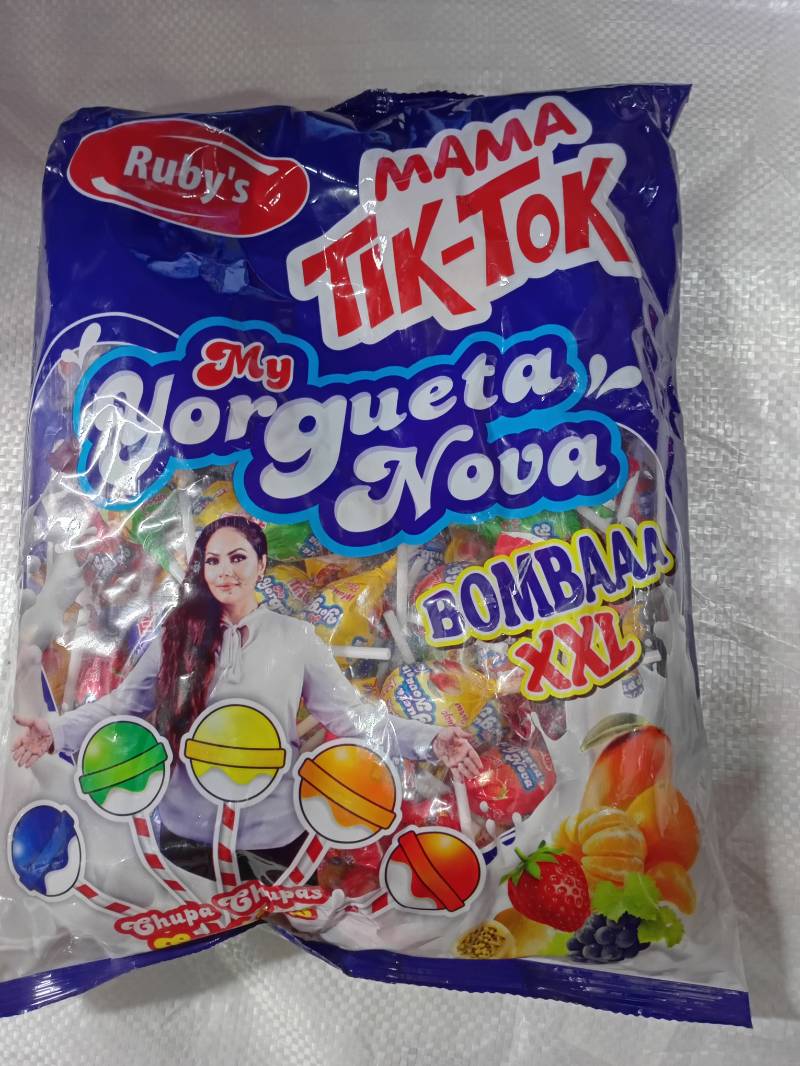 Ruby's
MAMA
TIK-TOK
My
Yorgueta
Nova
BOMBAAA
XXL
Chupa Chupas